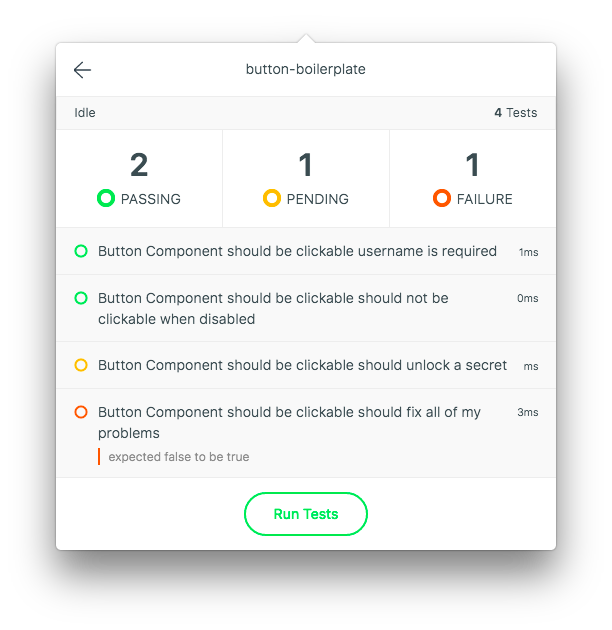 button-boilerplate
Idle
4 Tests
2
PASSING
1
PENDING
1
FAILURE
Button Component should be clickable username is required
1ms
Button Component should be clickable should not be
clickable when disabled
0ms
Button Component should be clickable should unlock a secret
ms
Button Component should be clickable should fix all of my
problems
3ms
expected false to be true
Run Tests